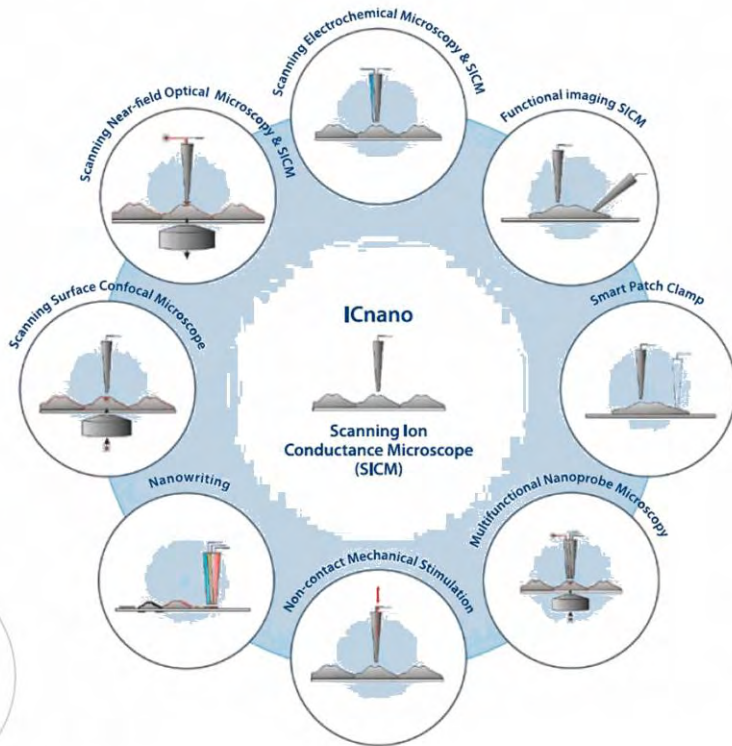 Scanning Electrochemical Microscopy & SICM
Functional imaging SICM
Smart Patch Clamp
Multifunctional Nanoprobe Microscopy
Non-contact Mechanical Stimulation
Nanowriting
Scanning Surface Confocal Microscope
Scanning Near-field Optical Microscopy & SICM
ICnano
Scanning Ion
Conductance Microscope
(SICM)